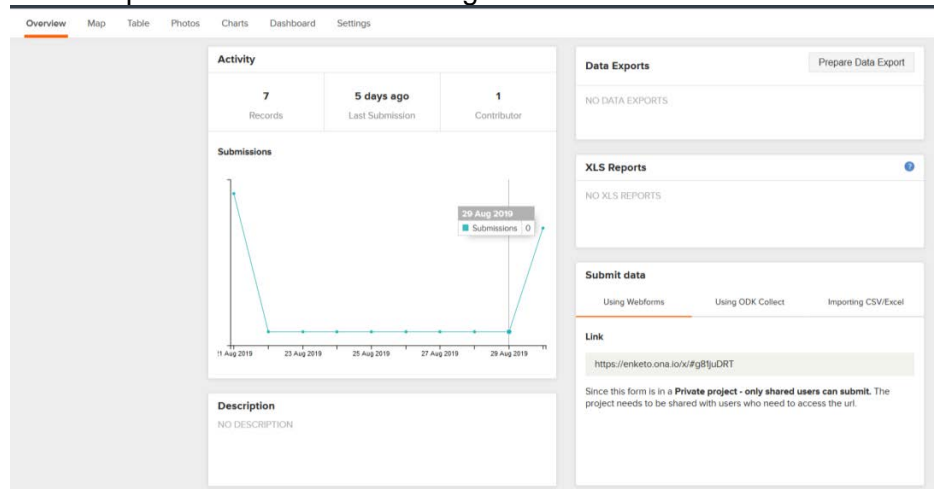 Overview Map Table Photos Charts Dashboard Settings
Activity
7 5 days ago 1
Records Last Submission Contributor
Submissions
29 Aug 2019
Submissions 0
1 Aug 2019 23 Aug 2019 25 Aug 2019 27 Aug 2019 29 Aug 2019
Description
NO DESCRIPTION
Data Exports Prepare Data Export
NO DATA EXPORTS
XLS Reports ?
NO XLS REPORTS
Submit data
Using Webforms Using ODK Collect Importing CSV/Excel
Link
https://enketo.ona.io/x/#g81juDRT
Since this form is in a Private project - only shared users can submit. The
project needs to be shared with users who need to access the url.